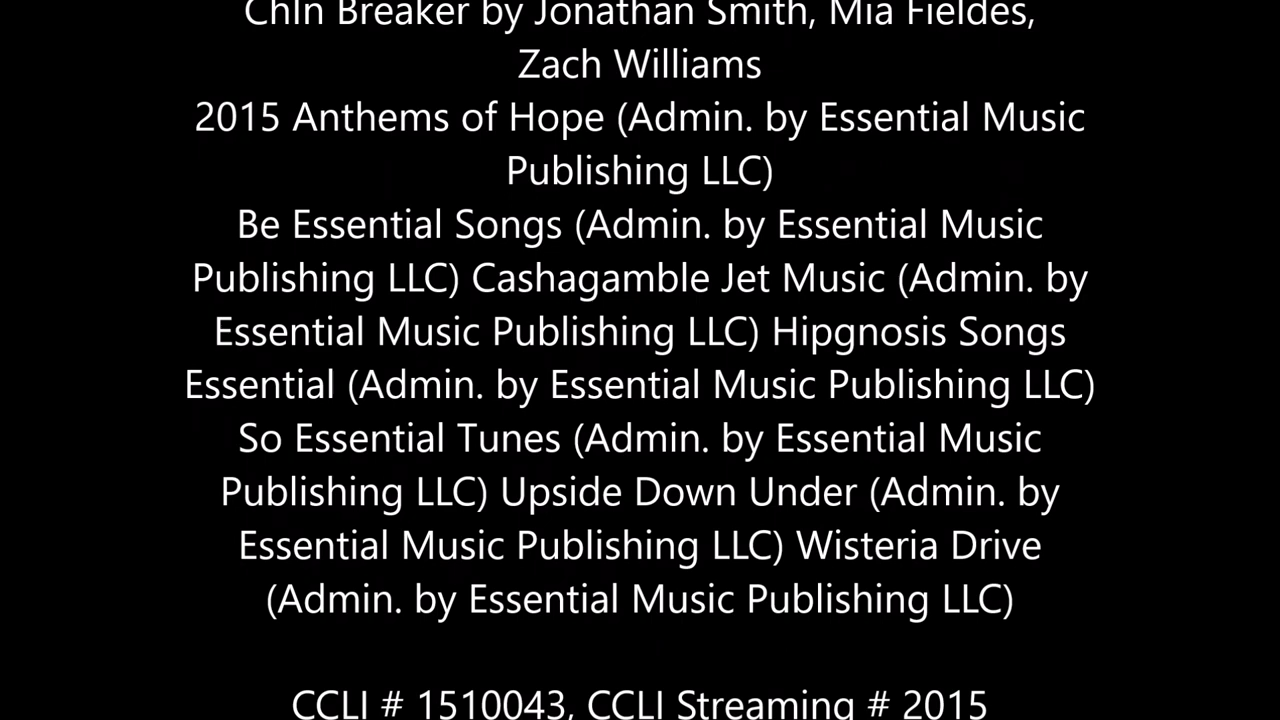 ChIn Breaker by Jonathan Smith, Mia Fieldes,
Zach Williams
2015 Anthems of Hope (Admin. by Essential Music
Publishing LLC)
Be Essential Songs (Admin. by Essential Music
Publishing LLC) Cashagamble Jet Music (Admin. by
Essential Music Publishing LLC) Hipgnosis Songs
Essential (Admin. by Essential Music Publishing LLC)
So Essential Tunes (Admin. by Essential Music
Publishing LLC) Upside Down Under (Admin. by
Essential Music Publishing LLC) Wisteria Drive
(Admin. by Essential Music Publishing LLC)
CCLI # 1510043, CCLI Streaming # 2015